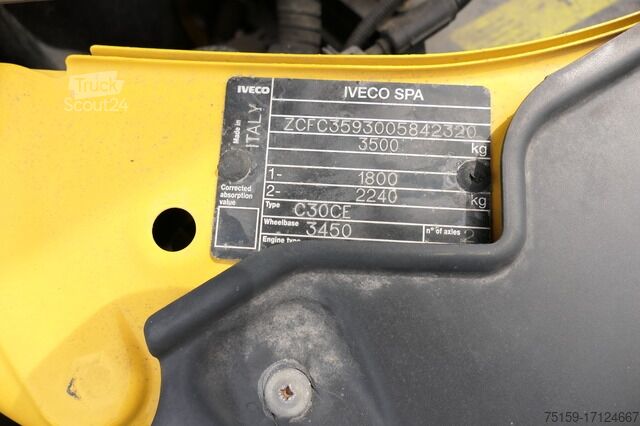 Truck
Scout24
IVECO
IVECO SPA
Made in
ITALY
ZCFC3593005842320
3500 kg
1- 1800
2- 2240 kg
Corrected
absorption
value
Type C30CE
Wheelbase 3450 n° of axles 2
Engine type
75159-17124667